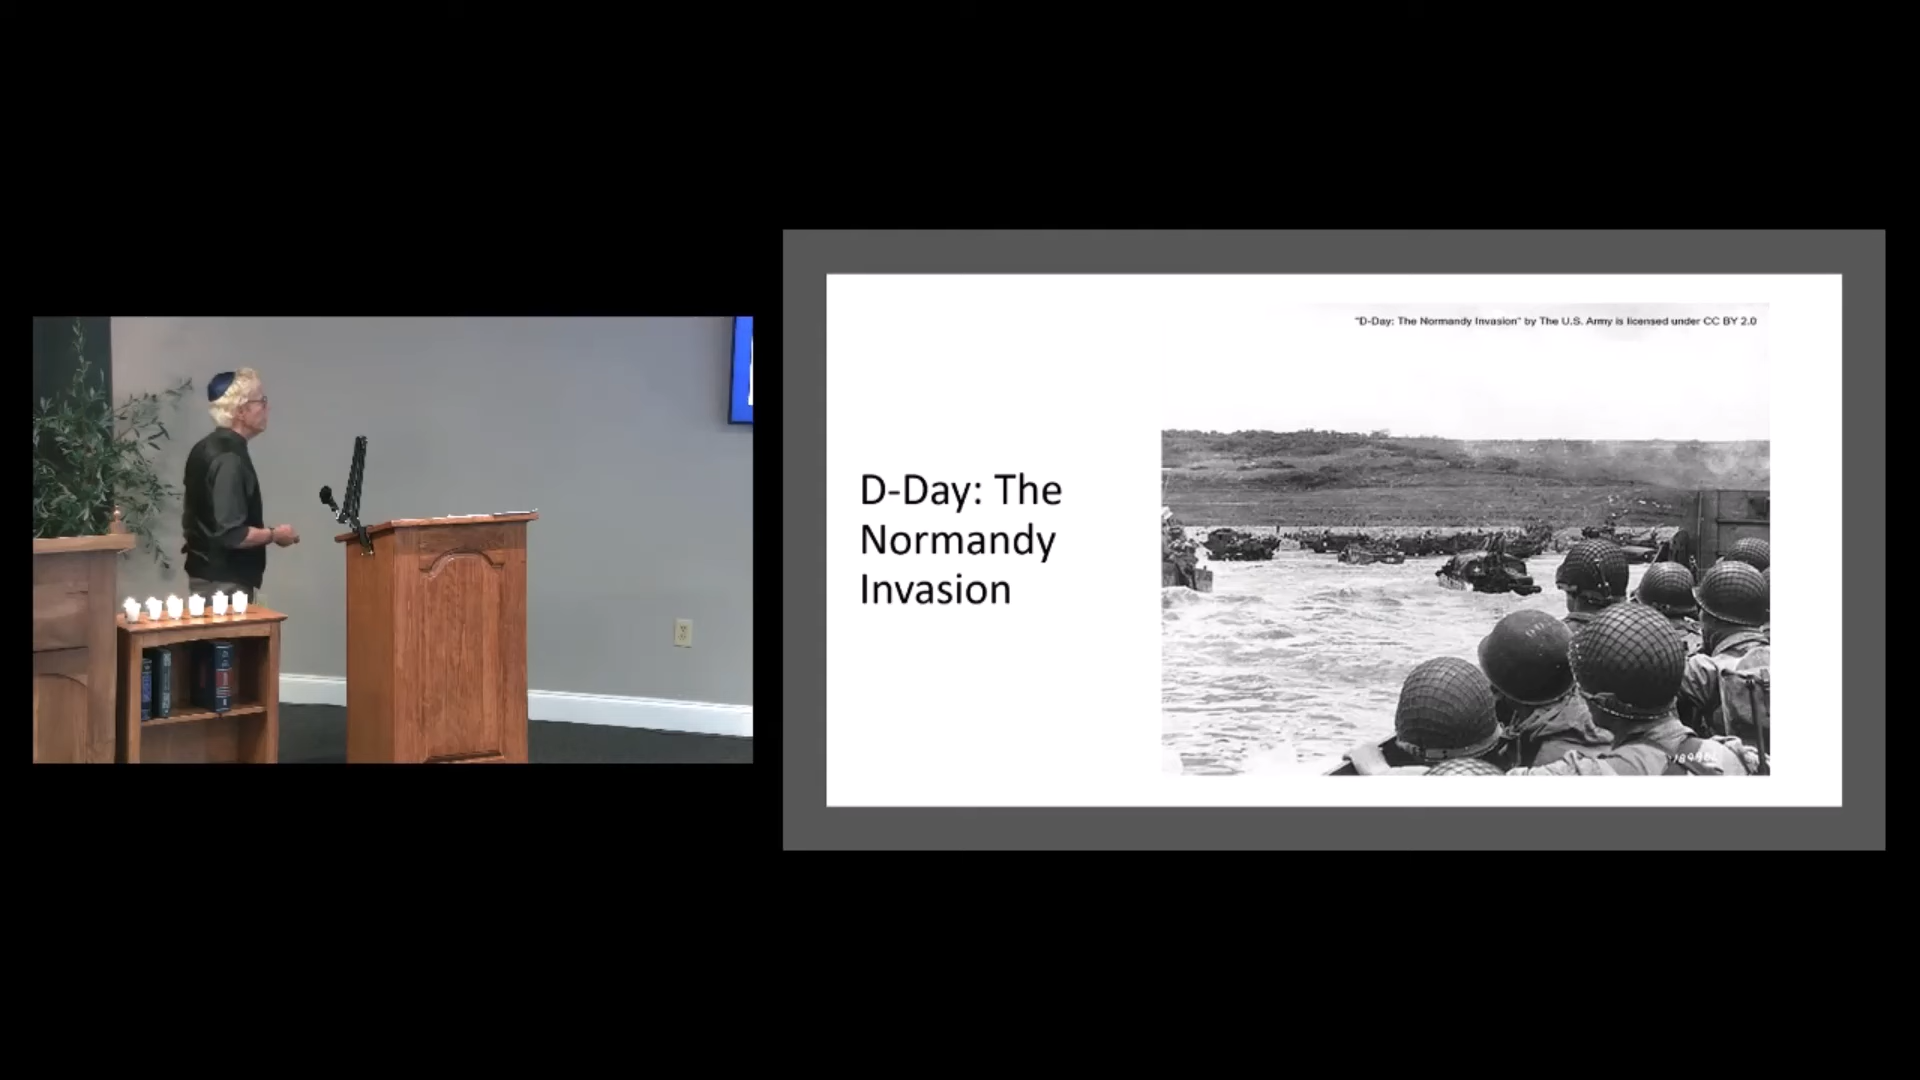 "D-Day: The Normandy Invasion" by The U.S. Army is licensed under CC BY 2.0
D-Day: The
Normandy
Invasion